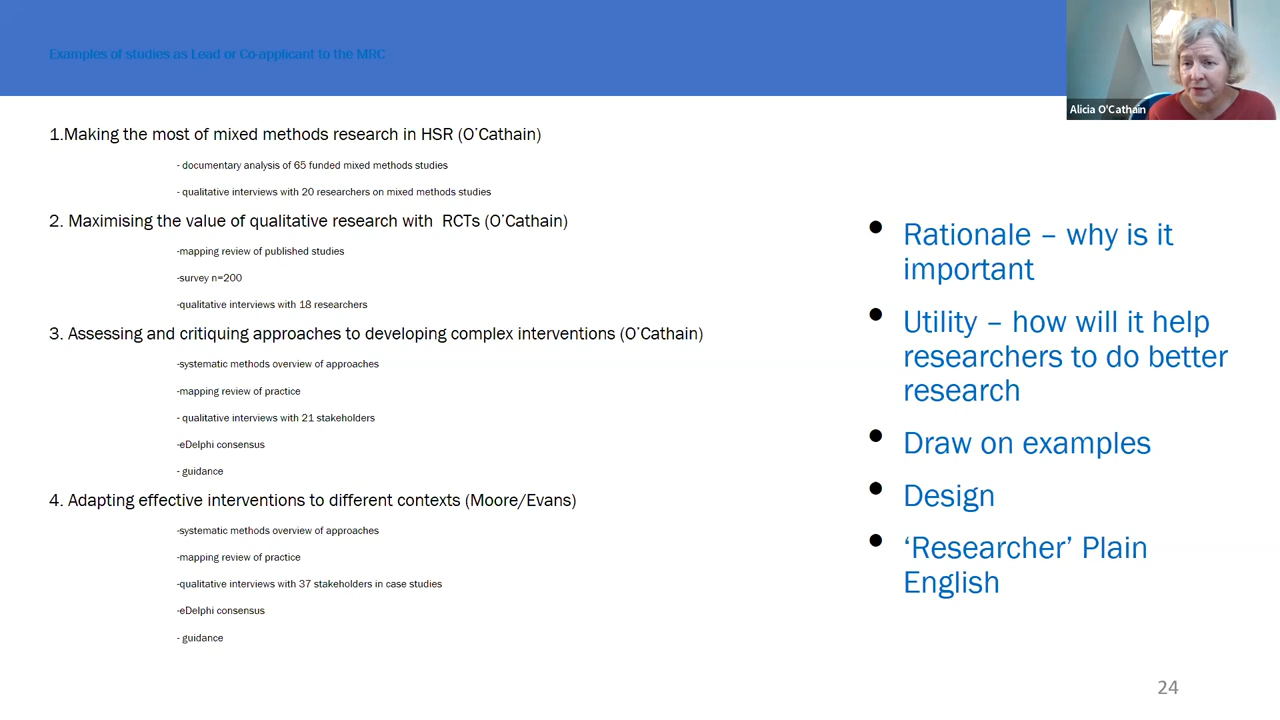 Examples of studies as Lead or Co-applicant to the MRC
Alicia O'Cathain
1.Making the most of mixed methods research in HSR (O'Cathain)
- documentary analysis of 65 funded mixed methods studies
- qualitative interviews with 20 researchers on mixed methods studies
2. Maximising the value of qualitative research with  RCTs (O'Cathain)
-mapping review of published studies
-survey n=200
-qualitative interviews with 18 researchers
3. Assessing and critiquing approaches to developing complex interventions (O'Cathain)
-systematic methods overview of approaches
-mapping review of practice
- qualitative interviews with 21 stakeholders
-eDelphi consensus
- guidance
4. Adapting effective interventions to different contexts (Moore/Evans)
-systematic methods overview of approaches
-mapping review of practice
-qualitative interviews with 37 stakeholders in case studies
-eDelphi consensus
- guidance
• Rationale – why is it
important
• Utility – how will it help
researchers to do better
research
• Draw on examples
• Design
• ‘Researcher’ Plain
English
24